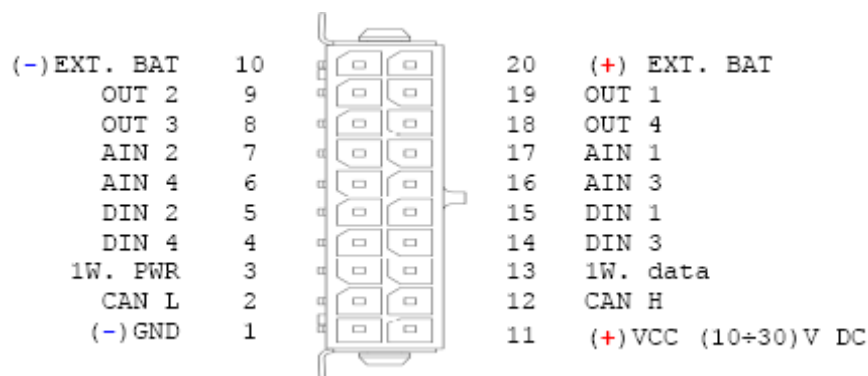 (-)EXT. BAT 10 20 (+) EXT. BAT
OUT 2 9 19 OUT 1
OUT 3 8 18 OUT 4
AIN 2 7 17 AIN 1
AIN 4 6 16 AIN 3
DIN 2 5 15 DIN 1
DIN 4 4 14 DIN 3
1W. PWR 3 13 1W. data
CAN L 2 12 CAN H
(-)GND 1 11 (+)VCC (10÷30)V DC